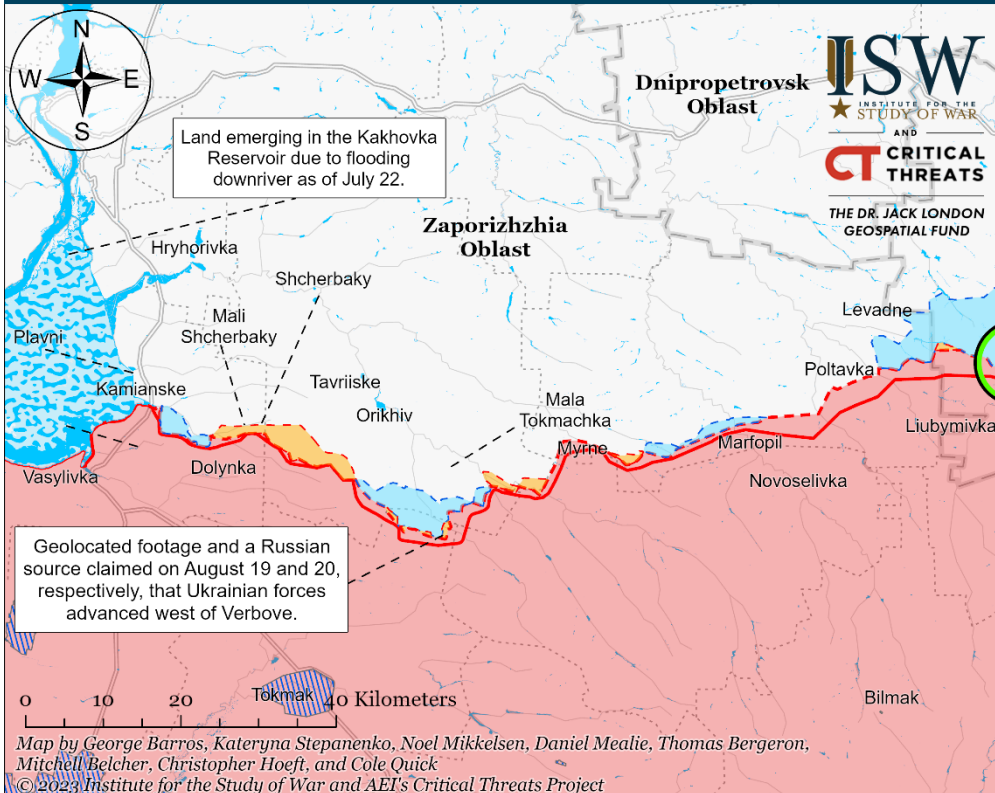 N
W
E
S
ISW
INSTITUTE FOR THE
STUDY OF WAR
AND
CT CRITICAL
THREATS
THE DR. JACK LONDON
GEOSPATIAL FUND
Dnipropetrovsk
Oblast
Land emerging in the Kakhovka
Reservoir due to flooding
downriver as of July 22.
Zaporizhzhia
Oblast
Hryhorivka
Shcherbaky
Mali
Shcherbaky
Levadne
Plavni
Kamianske
Tavriiske
Orikhiv
Poltavka
Mala
Tokmachka
Myrne
Marfopil
Liubymivka
Vasylivka
Dolynka
Novoselivka
Geolocated footage and a Russian
source claimed on August 19 and 20,
respectively, that Ukrainian forces
advanced west of Verbove.
Tokmak
Bilmak
0 10 20 40 Kilometers
Map by George Barros, Kateryna Stepanenko, Noel Mikkelsen, Daniel Mealie, Thomas Bergeron,
Mitchell Belcher, Christopher Hoeft, and Cole Quick
© 2023 Institute for the Study of War and AEI's Critical Threats Project